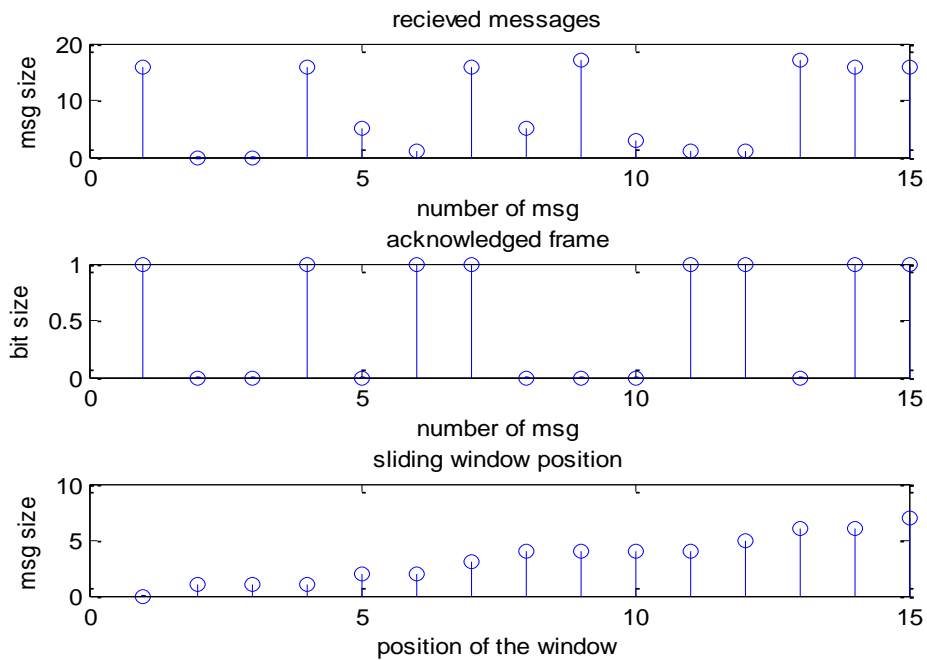 recieved messages
msg size
20
10
0
0 5 10 15
number of msg
acknowledged frame
bit size
1
0.5
0
0 5 10 15
number of msg
sliding window position
msg size
10
5
0
0 5 10 15
position of the window